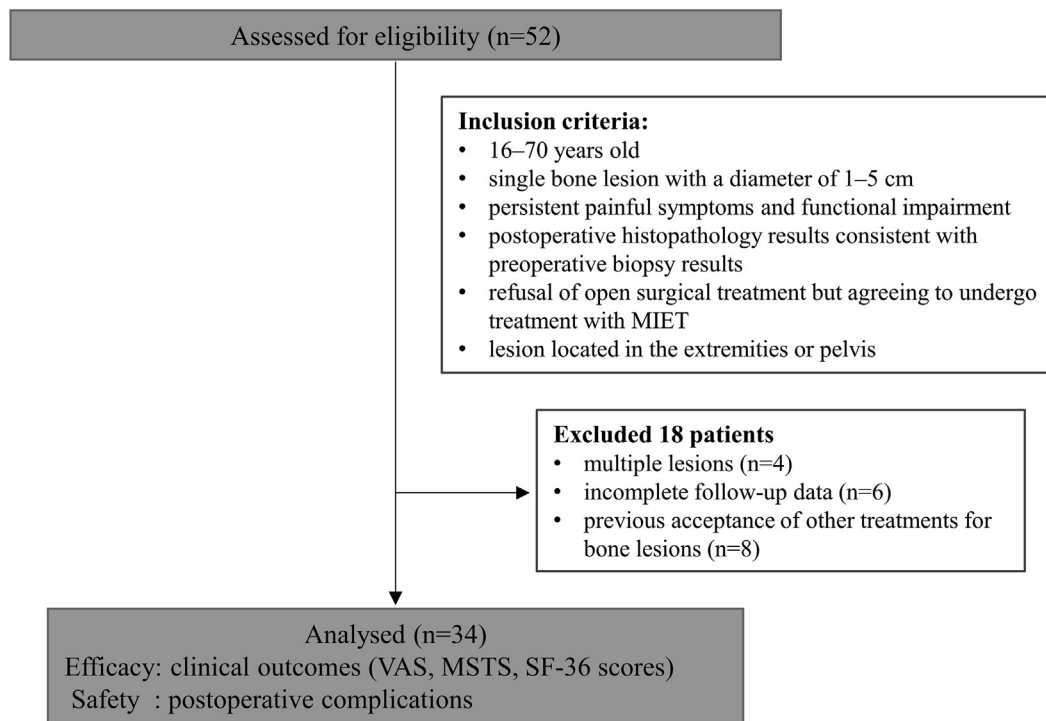 Assessed for eligibility (n=52)
Inclusion criteria:
• 16–70 years old
• single bone lesion with a diameter of 1–5 cm
• persistent painful symptoms and functional impairment
• postoperative histopathology results consistent with
preoperative biopsy results
• refusal of open surgical treatment but agreeing to undergo
treatment with MIET
• lesion located in the extremities or pelvis
Excluded 18 patients
• multiple lesions (n=4)
• incomplete follow-up data (n=6)
• previous acceptance of other treatments for
bone lesions (n=8)
Analysed (n=34)
Efficacy: clinical outcomes (VAS, MSTS, SF-36 scores)
Safety : postoperative complications